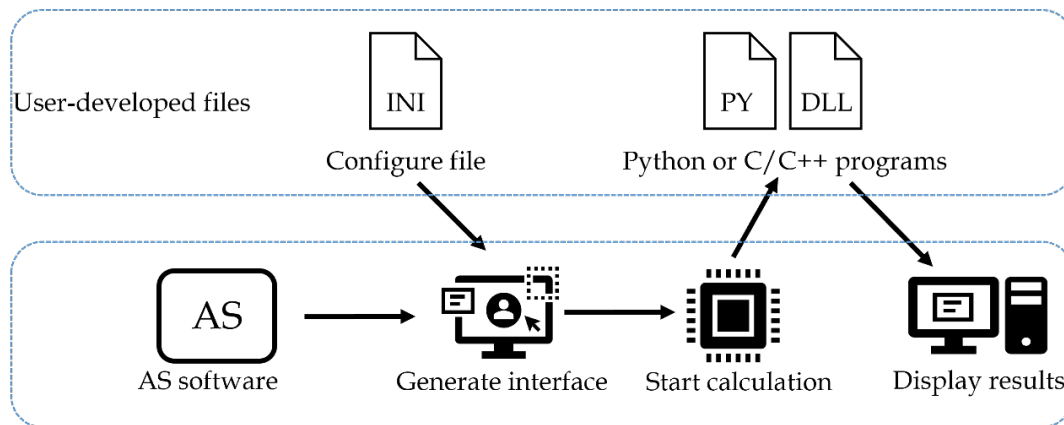 INI
PY
DLL
User-developed files
Configure file
Python or C/C++ programs
AS
AS software
Generate interface
Start calculation
Display results